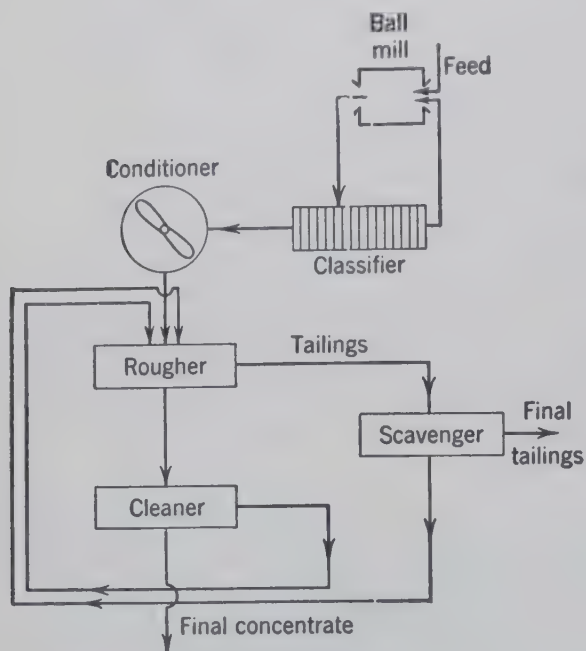 Ball
mill
Feed
Conditioner
Classifier
Rougher
Tailings
Scavenger
Final
tailings
Cleaner
Final concentrate